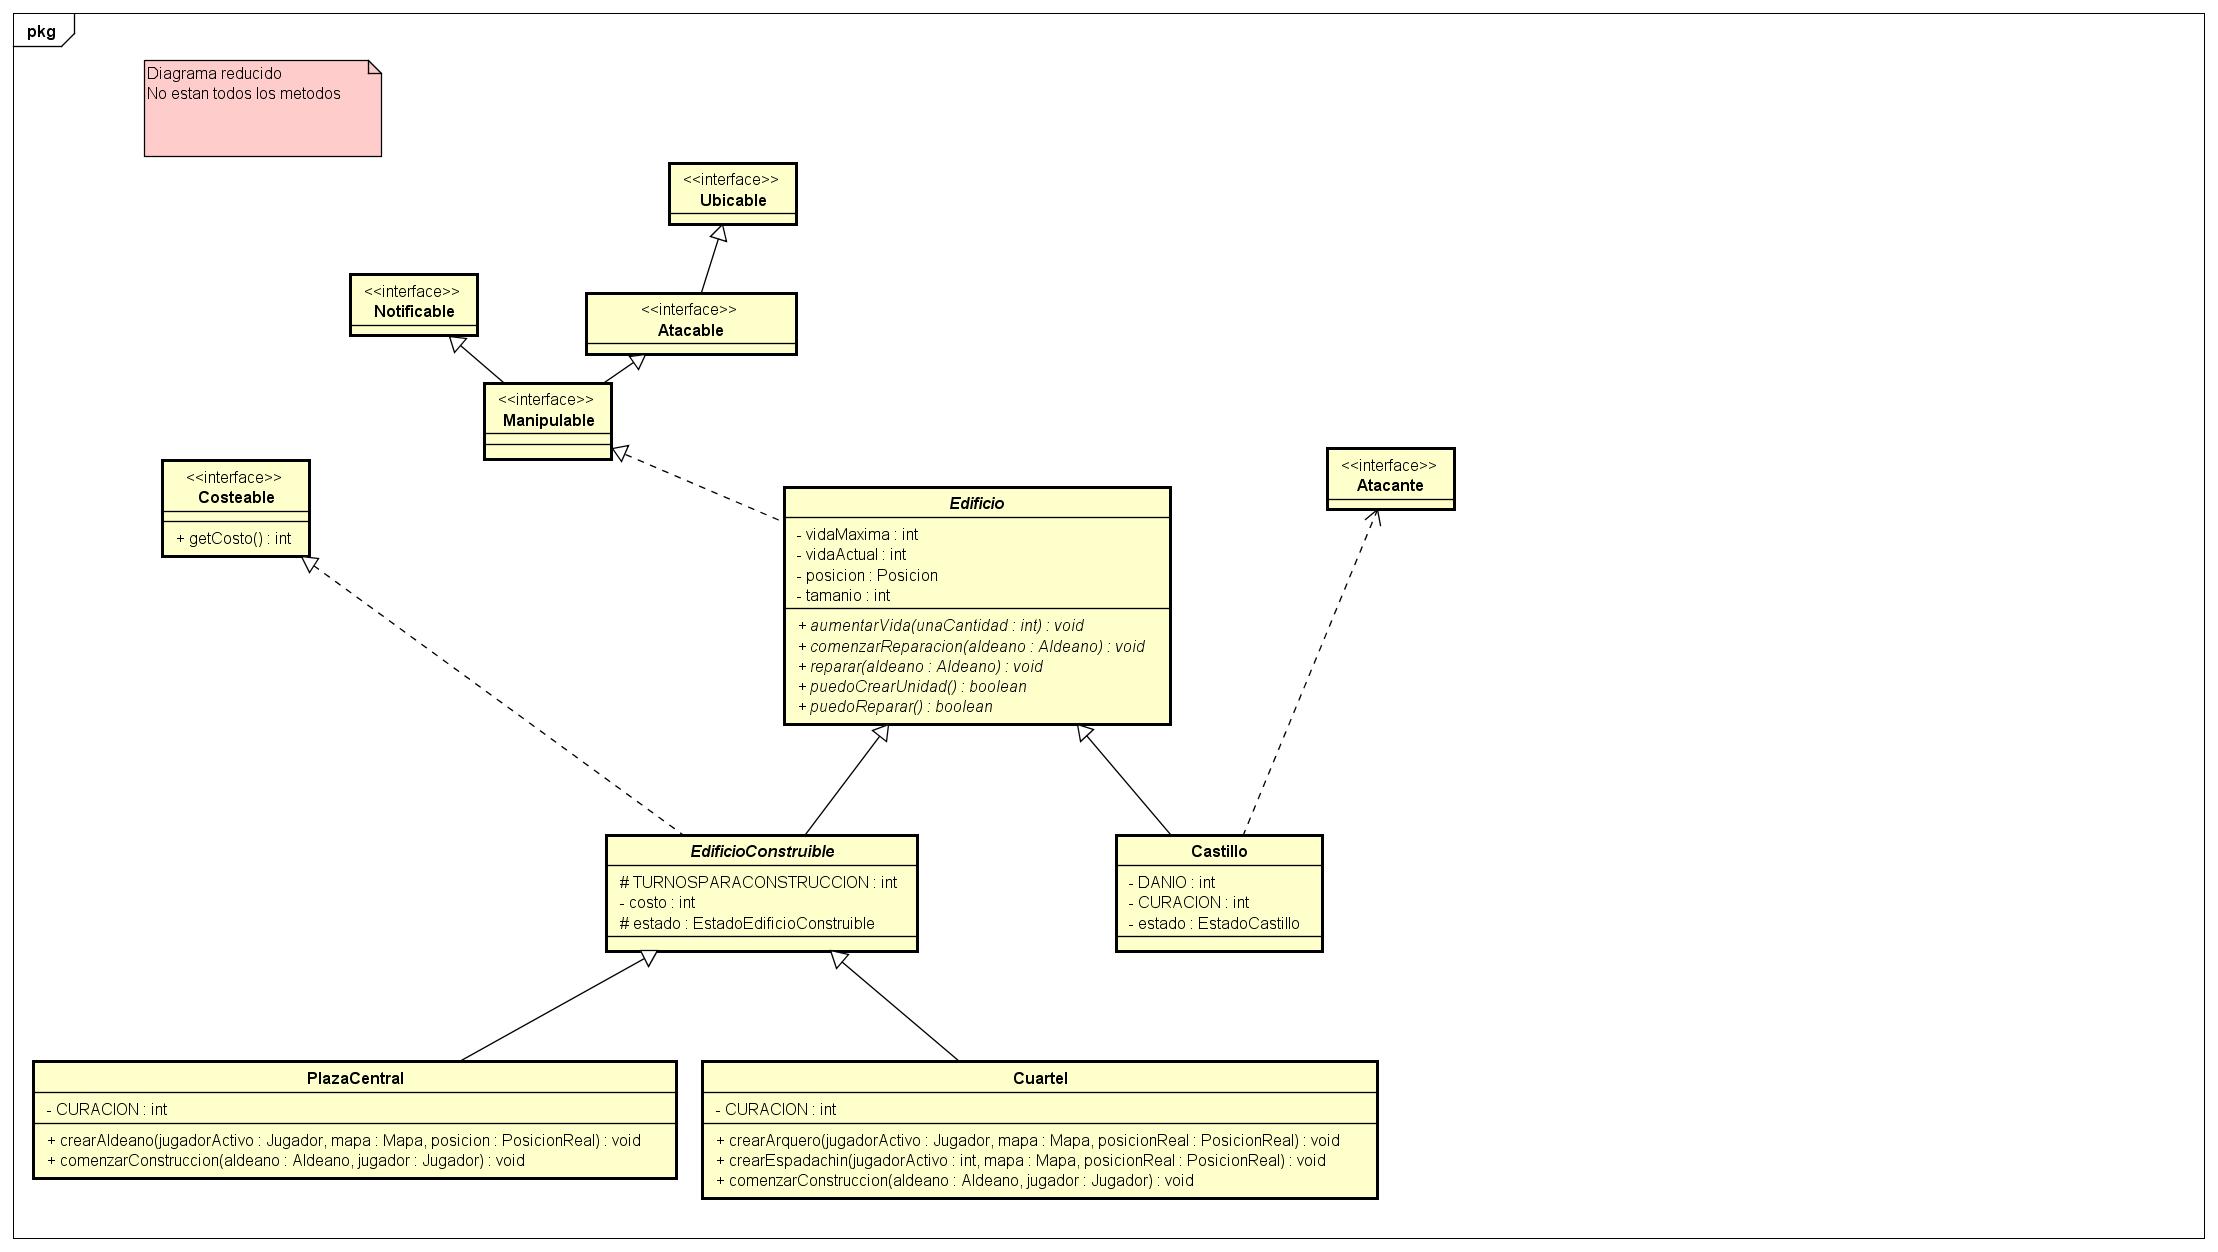 pkg
Diagrama reducido
No estan todos los metodos
<<interface>>
Ubicable
<<interface>>
Notificable
<<interface>>
Atacable
<<interface>>
Manipulable
<<interface>>
Costeable
+ getCosto() : int
<<interface>>
Atacante
Edificio
- vidaMaxima : int
- vidaActual : int
- posicion : Posicion
- tamanio : int
+ aumentarVida(unaCantidad : int) : void
+ comenzarReparacion(aldeano : Aldeano) : void
+ reparar(aldeano : Aldeano) : void
+ puedoCrearUnidad() : boolean
+ puedoReparar() : boolean
EdificioConstruible
# TURNOSPARACONSTRUCCION : int
- costo : int
# estado : EstadoEdificioConstruible
Castillo
- DANIO : int
- CURACION : int
- estado : EstadoCastillo
PlazaCentral
- CURACION : int
+ crearAldeano(jugadorActivo : Jugador, mapa : Mapa, posicion : PosicionReal) : void
+ comenzarConstruccion(aldeano : Aldeano, jugador : Jugador) : void
Cuartel
- CURACION : int
+ crearArquero(jugadorActivo : Jugador, mapa : Mapa, posicionReal : PosicionReal) : void
+ crearEspadachin(jugadorActivo : int, mapa : Mapa, posicionReal : PosicionReal) : void
+ comenzarConstruccion(aldeano : Aldeano, jugador : Jugador) : void